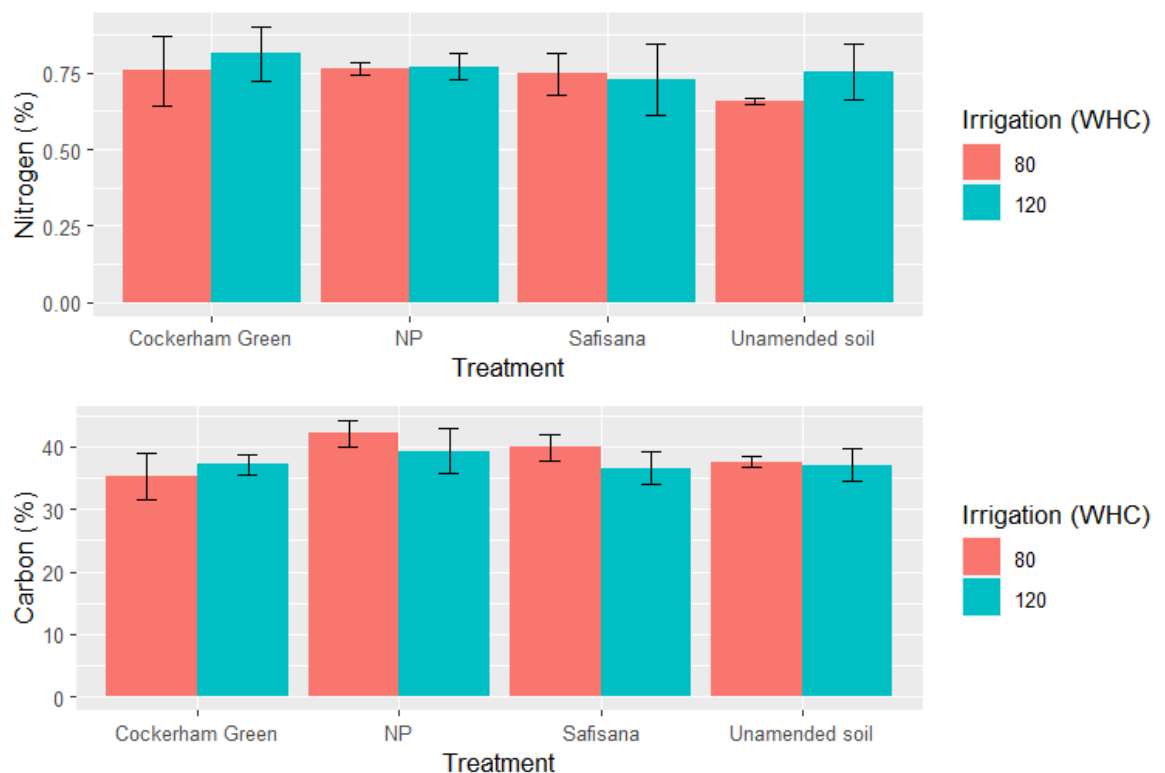 Nitrogen (%)
0.75
0.50
0.25
0.00
Cockerham Green NP Safisana Unamended soil
Treatment
Irrigation (WHC)
80
120
Carbon (%)
40
30
20
10
0
Cockerham Green NP Safisana Unamended soil
Treatment
Irrigation (WHC)
80
120